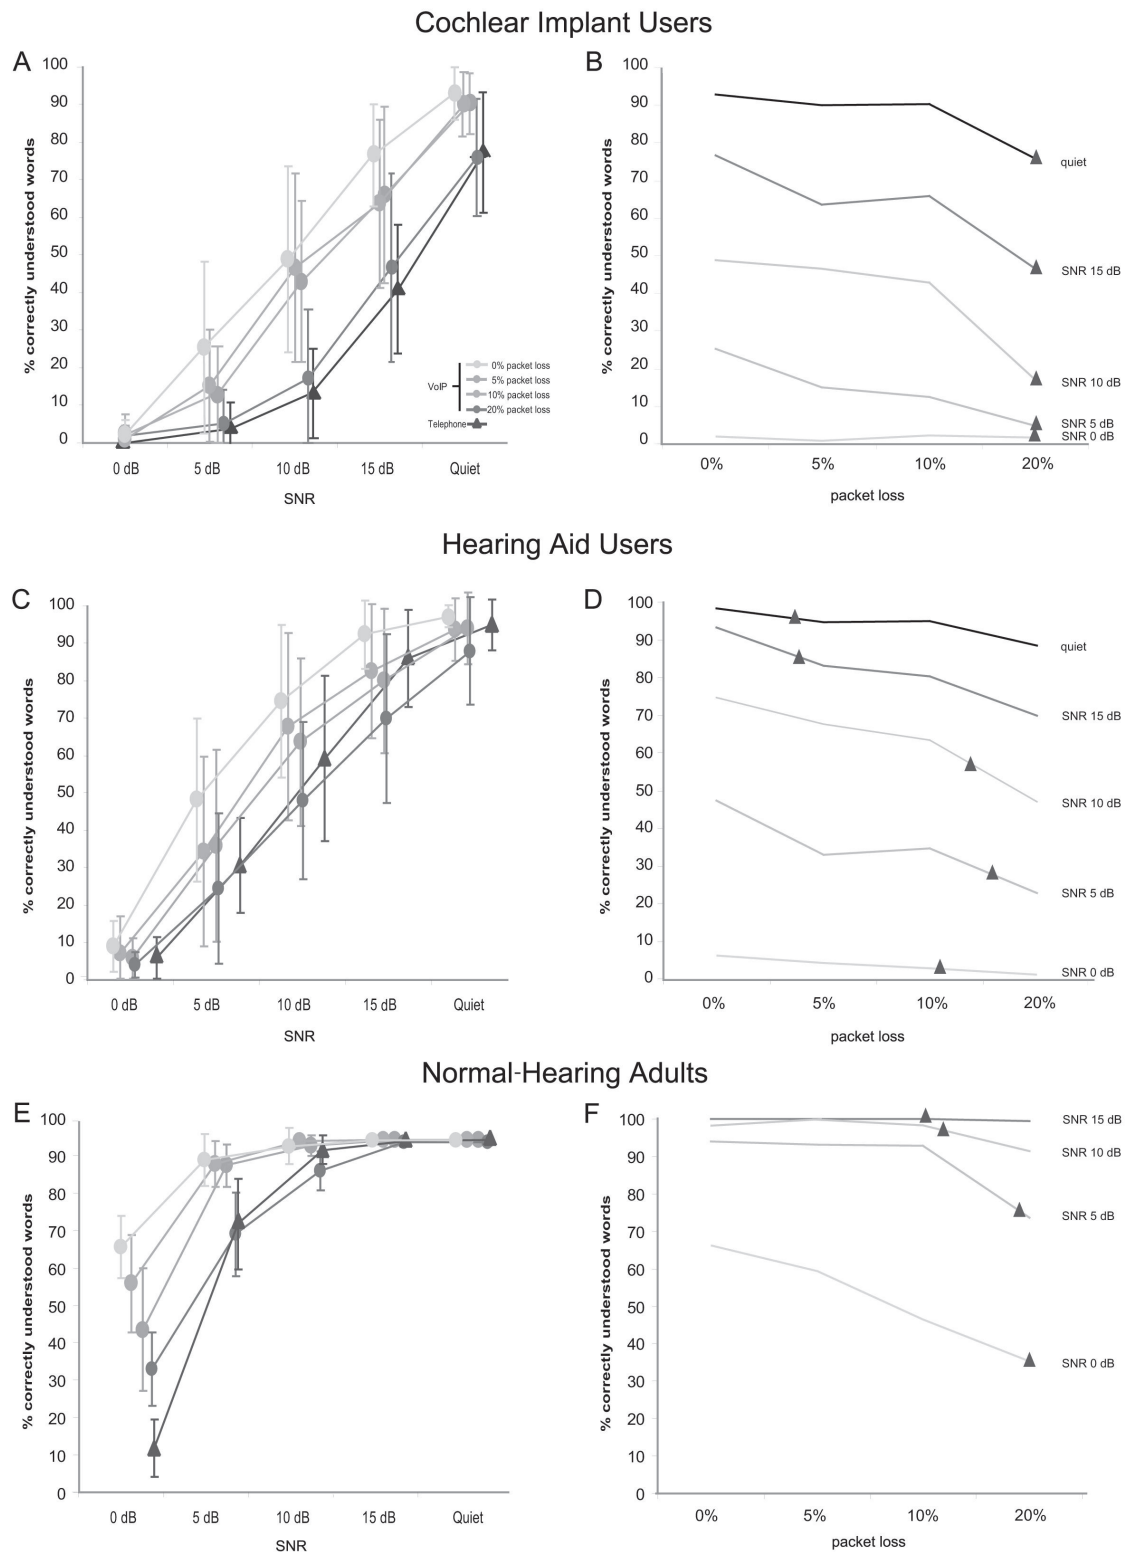 Cochlear Implant Users
A
100
90
80
70
60
50
40
30
20
10
0
% correctly understood words
0 dB 5 dB 10 dB 15 dB Quiet
SNR
VoIP
0% packet loss
5% packet loss
10% packet loss
20% packet loss
Telephone
B
100
90
80
70
60
50
40
30
20
10
0
% correctly understood words
quiet
SNR 15 dB
SNR 10 dB
SNR 5 dB
SNR 0 dB
0% 5% 10% 20%
packet loss
Hearing Aid Users
C
100
90
80
70
60
50
40
30
20
10
0
% correctly understood words
0 dB 5 dB 10 dB 15 dB Quiet
SNR
D
100
90
80
70
60
50
40
30
20
10
0
% correctly understood words
quiet
SNR 15 dB
SNR 10 dB
SNR 5 dB
SNR 0 dB
0% 5% 10% 20%
packet loss
Normal-Hearing Adults
E
100
90
80
70
60
50
40
30
20
10
0
% correctly understood words
0 dB 5 dB 10 dB 15 dB Quiet
SNR
F
100
90
80
70
60
50
40
30
20
10
0
% correctly understood words
SNR 15 dB
SNR 10 dB
SNR 5 dB
SNR 0 dB
0% 5% 10% 20%
packet loss